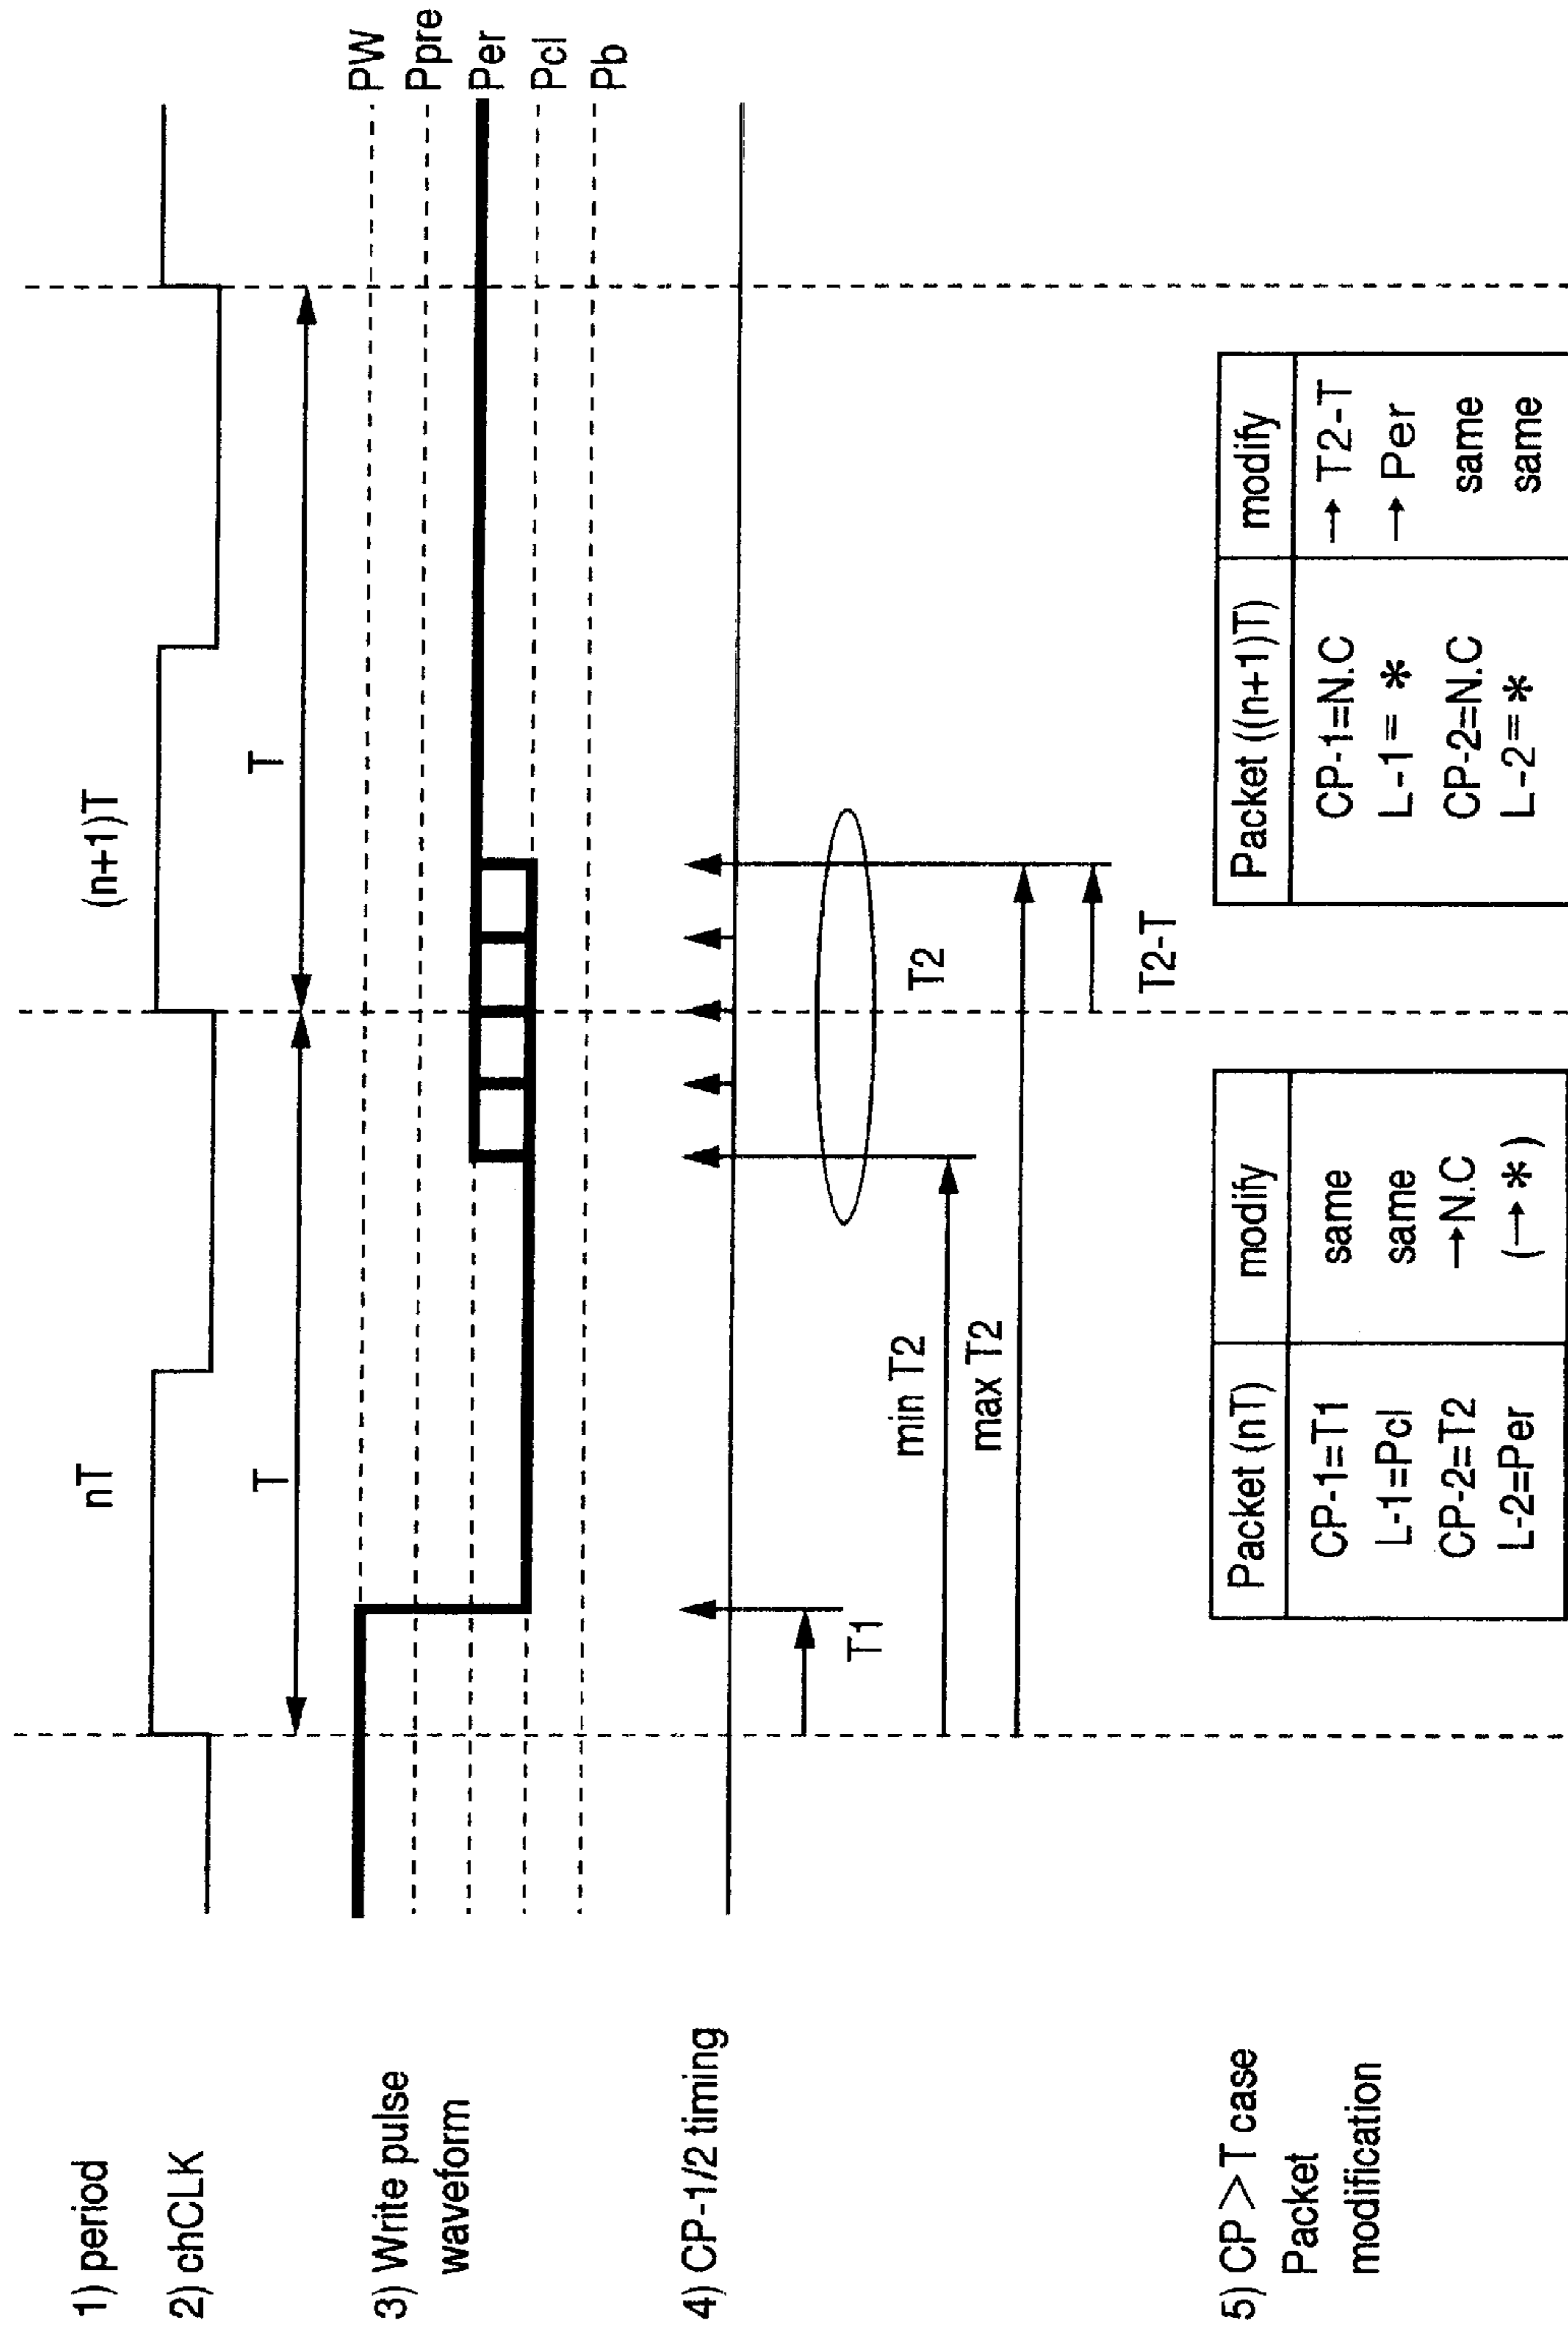 1) period
nT
(n+1)T
2) chCLK
T
T
3) Write pulse
waveform
PW
Ppre
Per
Pcl
Pb
4) CP-1/2 timing
T1
min T2
max T2
T2
T2-T
5) CP > T case
Packet
modification
Packet (nT) modify
CP-1=T1 same
L-1=Pcl same
CP-2=T2 →N.C
L-2=Per (→ *)
Packet ((n+1)T) modify
CP-1=N.C → T2-T
L-1= * → Per
CP-2=N.C same
L-2= * same